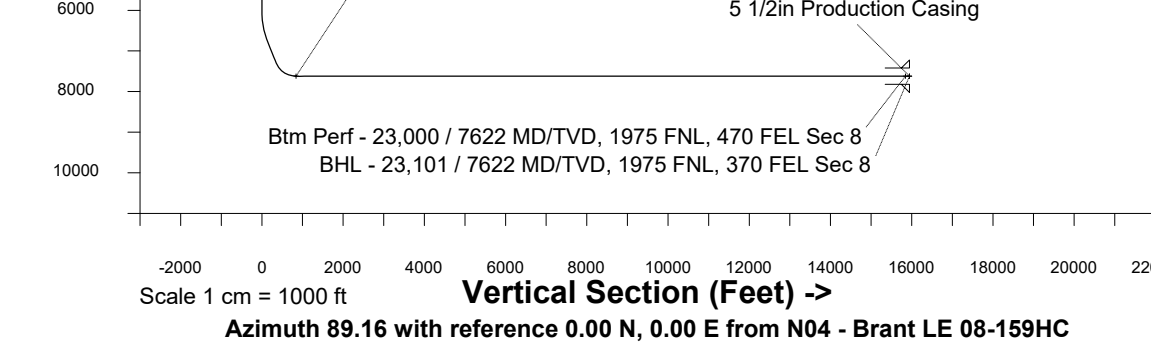 6000
5 1/2in Production Casing
8000
Btm Perf - 23,000 / 7622 MD/TVD, 1975 FNL, 470 FEL Sec 8
BHL - 23,101 / 7622 MD/TVD, 1975 FNL, 370 FEL Sec 8
10000
-2000 0 2000 4000 6000 8000 10000 12000 14000 16000 18000 20000
Scale 1 cm = 1000 ft
Vertical Section (Feet) ->
Azimuth 89.16 with reference 0.00 N, 0.00 E from N04 - Brant LE 08-159HC